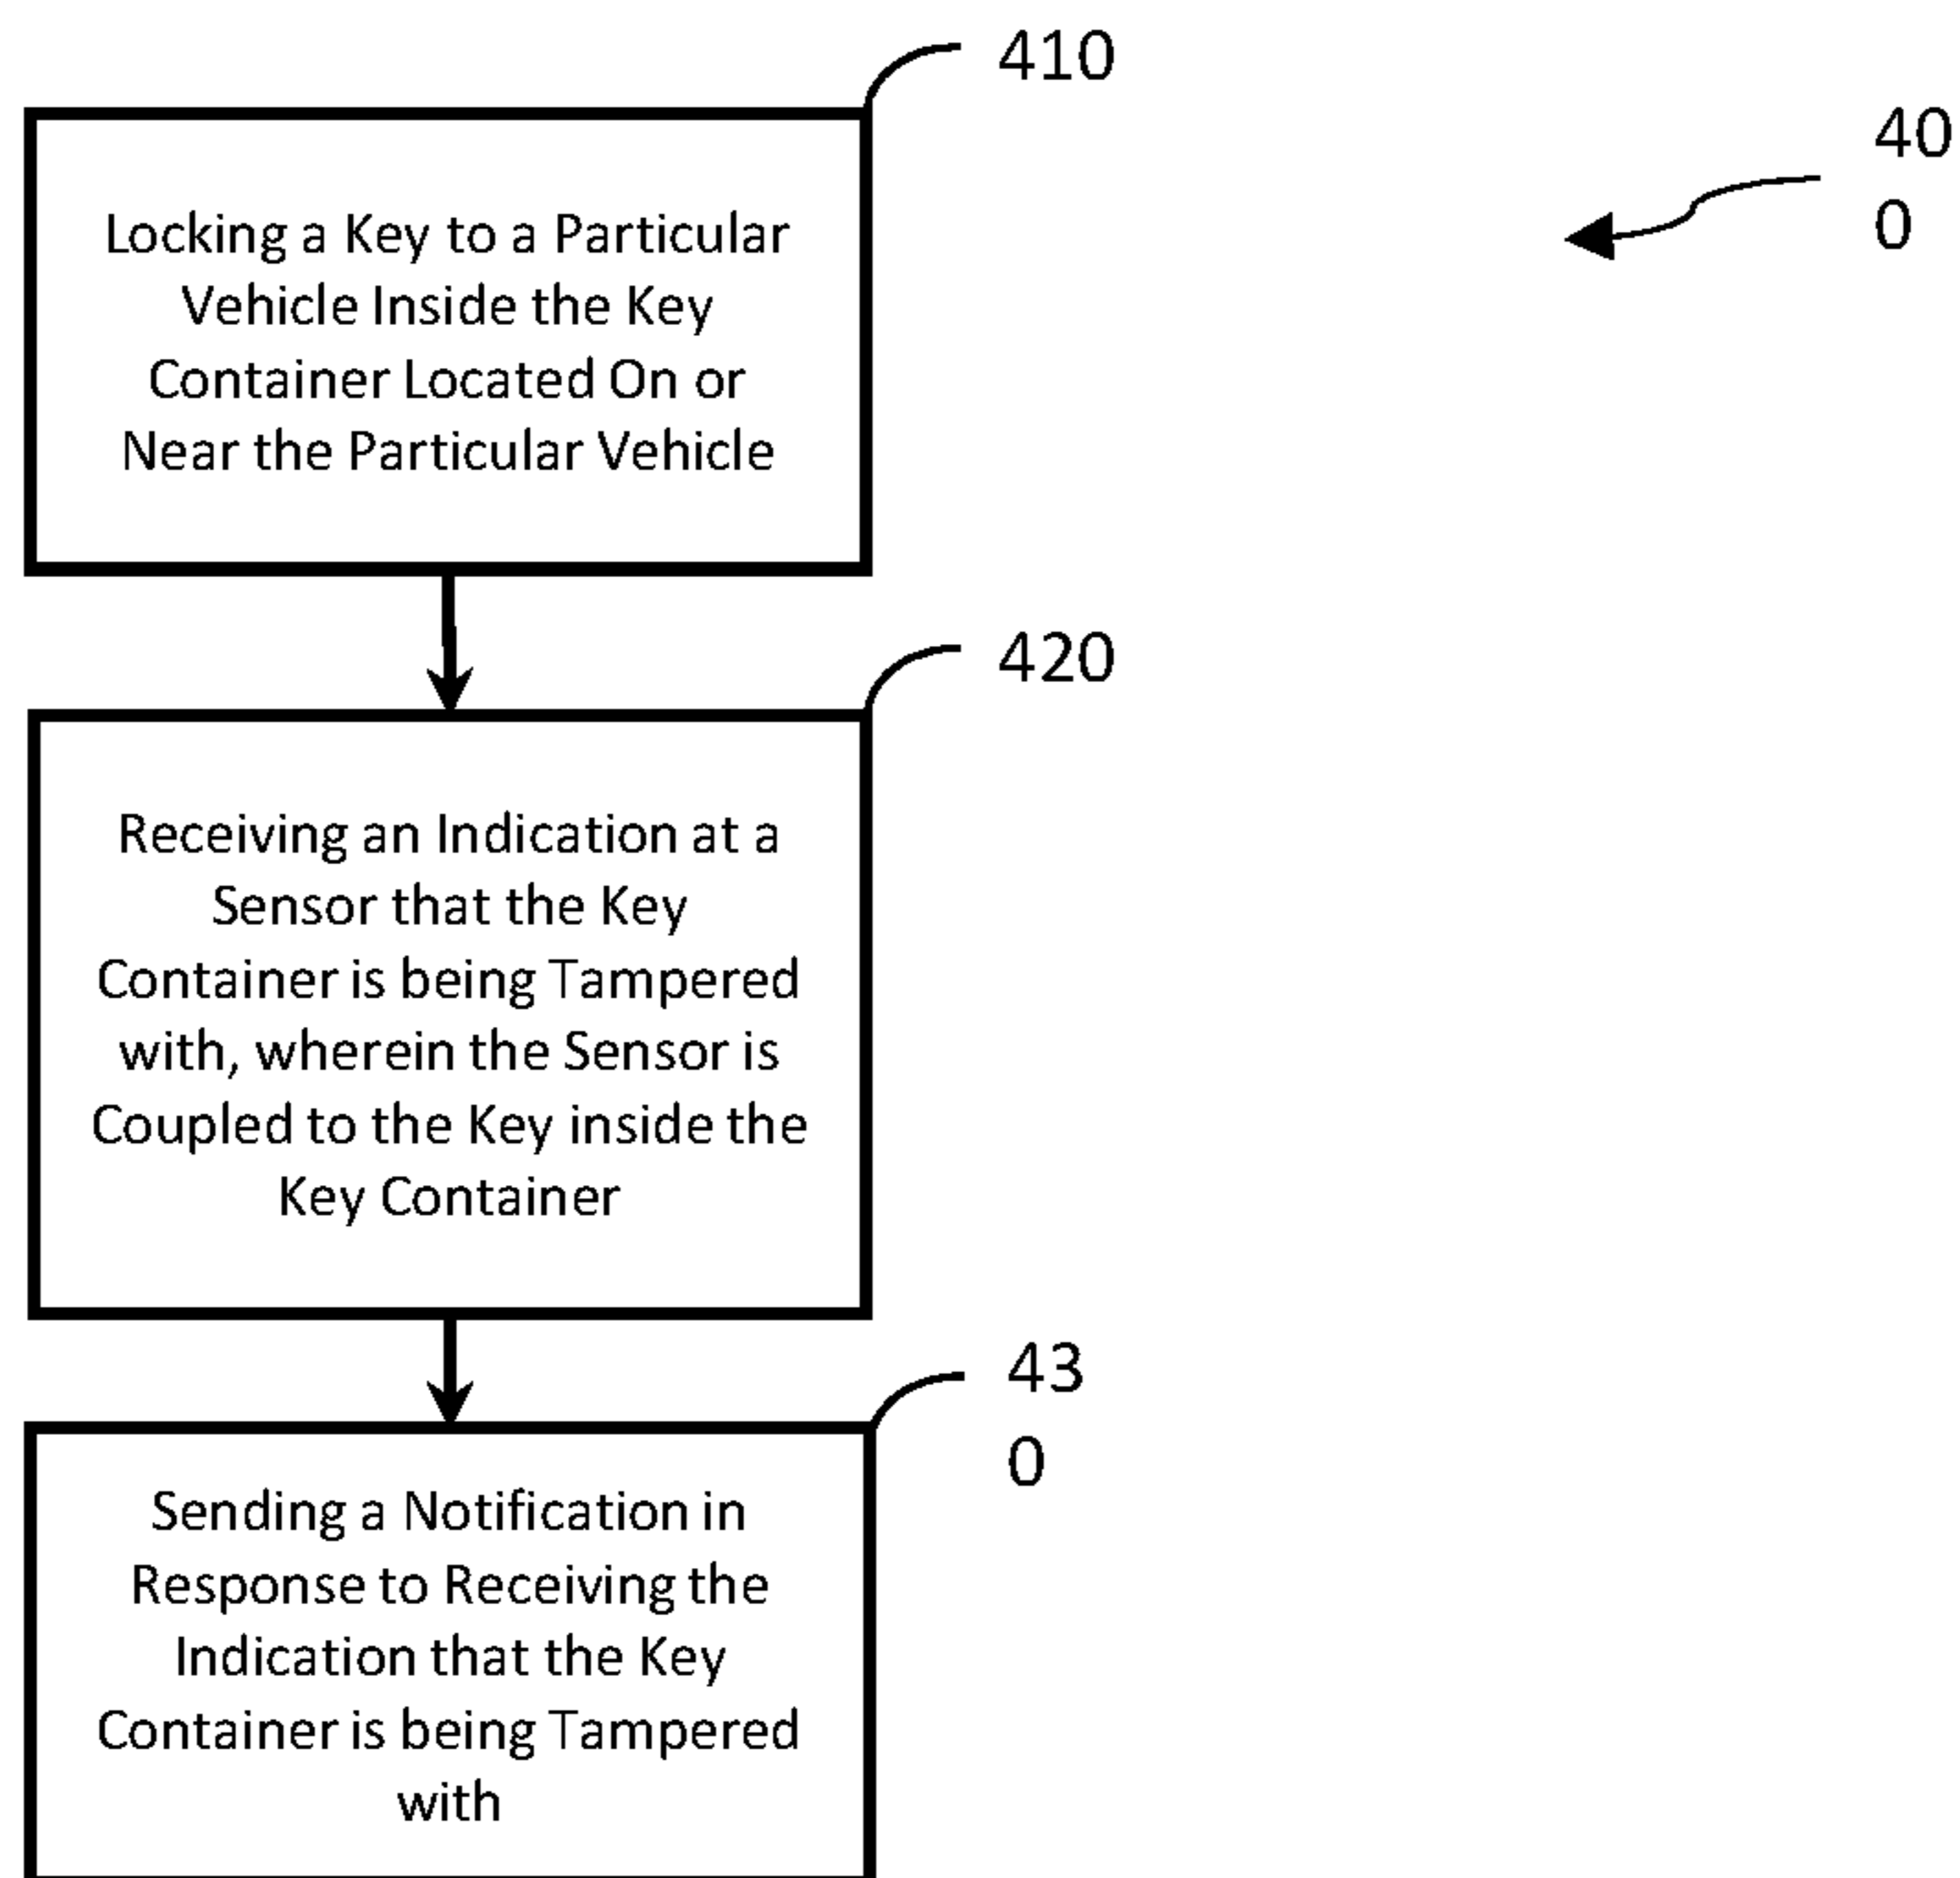 410
40
0
Locking a Key to a Particular
Vehicle Inside the Key
Container Located On or
Near the Particular Vehicle
420
Receiving an Indication at a
Sensor that the Key
Container is being Tampered
with, wherein the Sensor is
Coupled to the Key inside the
Key Container
43
0
Sending a Notification in
Response to Receiving the
Indication that the Key
Container is being Tampered
with